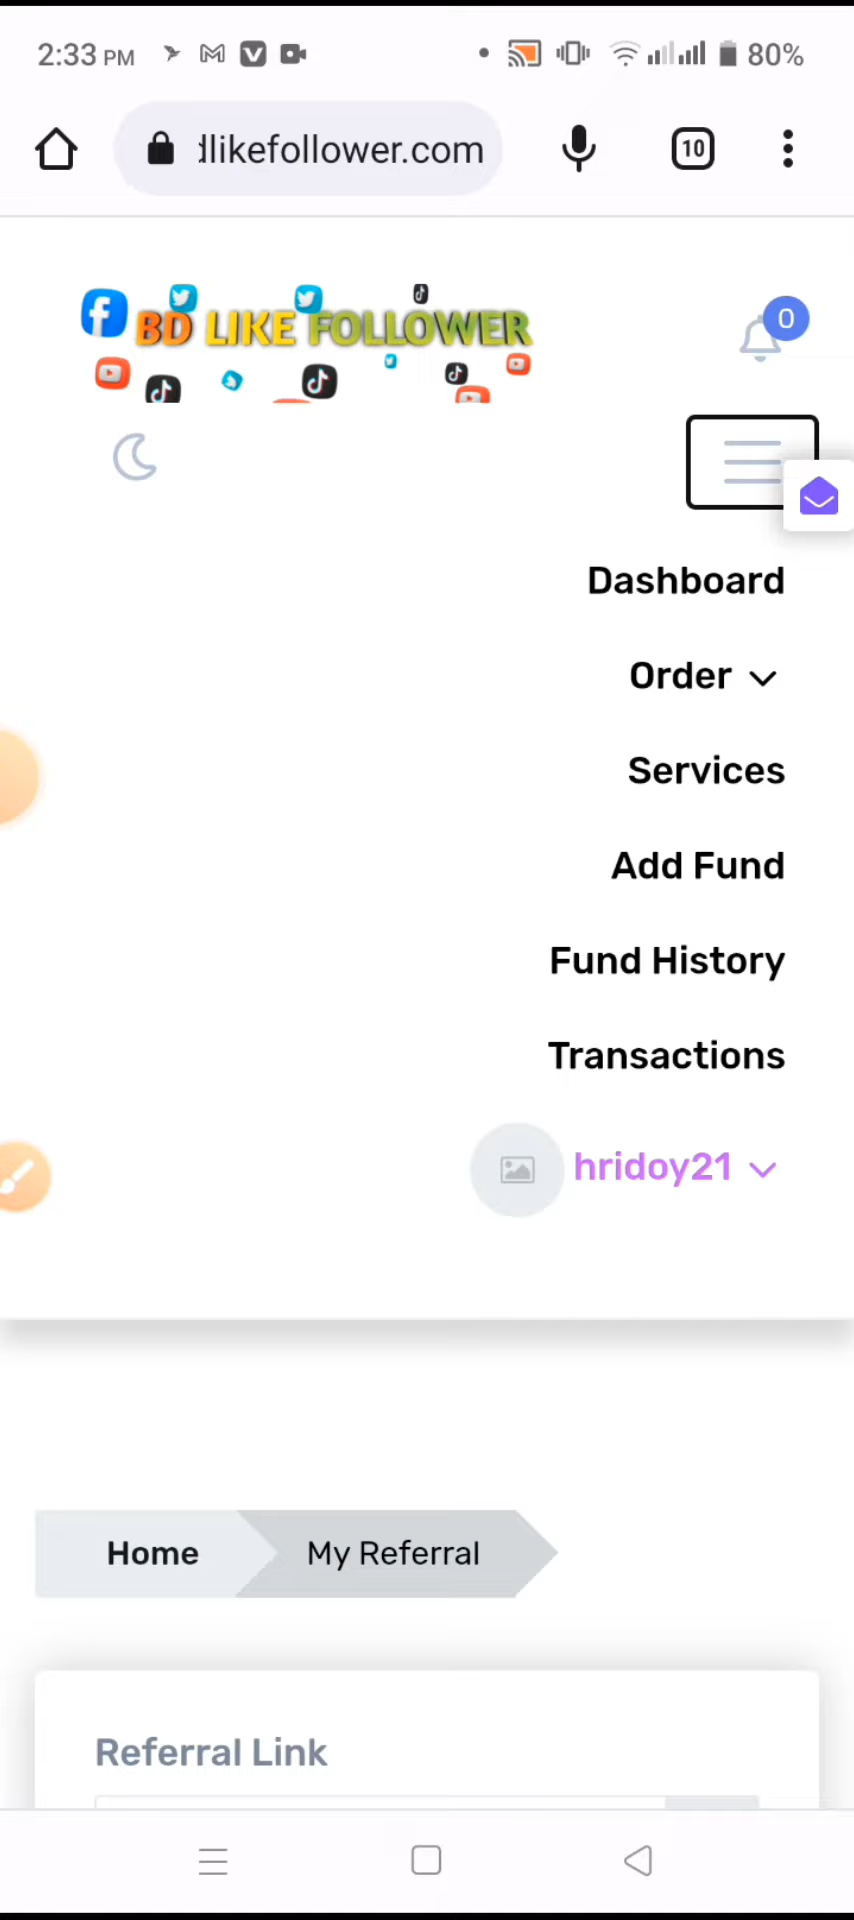 2:33 PM
80%
dlikefollower.com
10
BD LIKE FOLLOWER
0
Dashboard
Order
Services
Add Fund
Fund History
Transactions
hridoy21
Home
My Referral
Referral Link